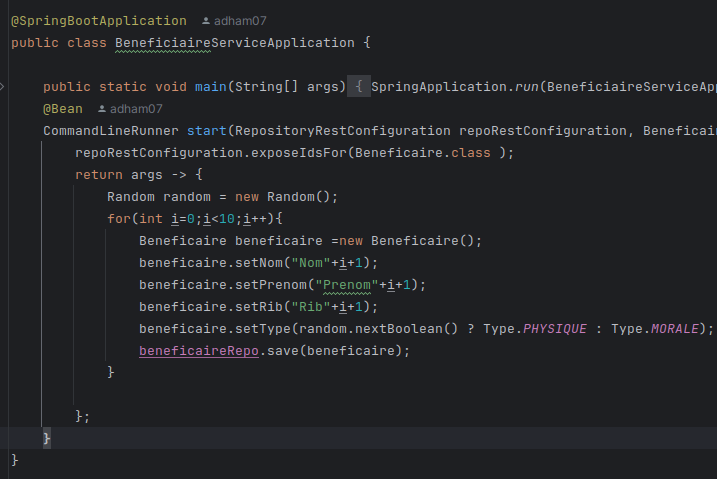 @SpringBootApplication adham07
public class BeneficiaireServiceApplication {
public static void main(String[] args) { SpringApplication.run(BeneficiaireServiceApp
@Bean adham07
CommandLineRunner start(RepositoryRestConfiguration repoRestConfiguration, Beneficai
repoRestConfiguration.exposeIdsFor(Beneficaire.class );
return args -> {
Random random = new Random();
for(int i=0;i<10;i++){
Beneficaire beneficaire =new Beneficaire();
beneficaire.setNom("Nom"+i+1);
beneficaire.setPrenom("Prenom"+i+1);
beneficaire.setRib("Rib"+i+1);
beneficaire.setType(random.nextBoolean() ? Type.PHYSIQUE : Type.MORALE);
beneficaireRepo.save(beneficaire);
}
};
}
}